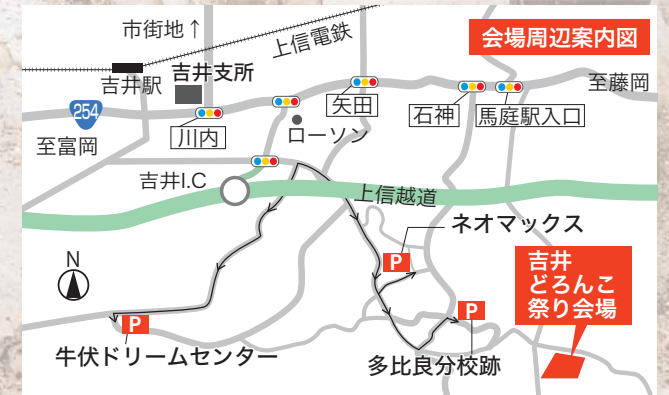 市街地↑
上信電鉄
会場周辺案内図
吉井駅
吉井支所
至藤岡
254
矢田
石神
馬庭駅入口
川内
ローソン
至富岡
吉井I.C
上信越道
ネオマックス
N
P
吉井
どろんこ
祭り会場
P
P
牛伏ドリームセンター
多比良分校跡